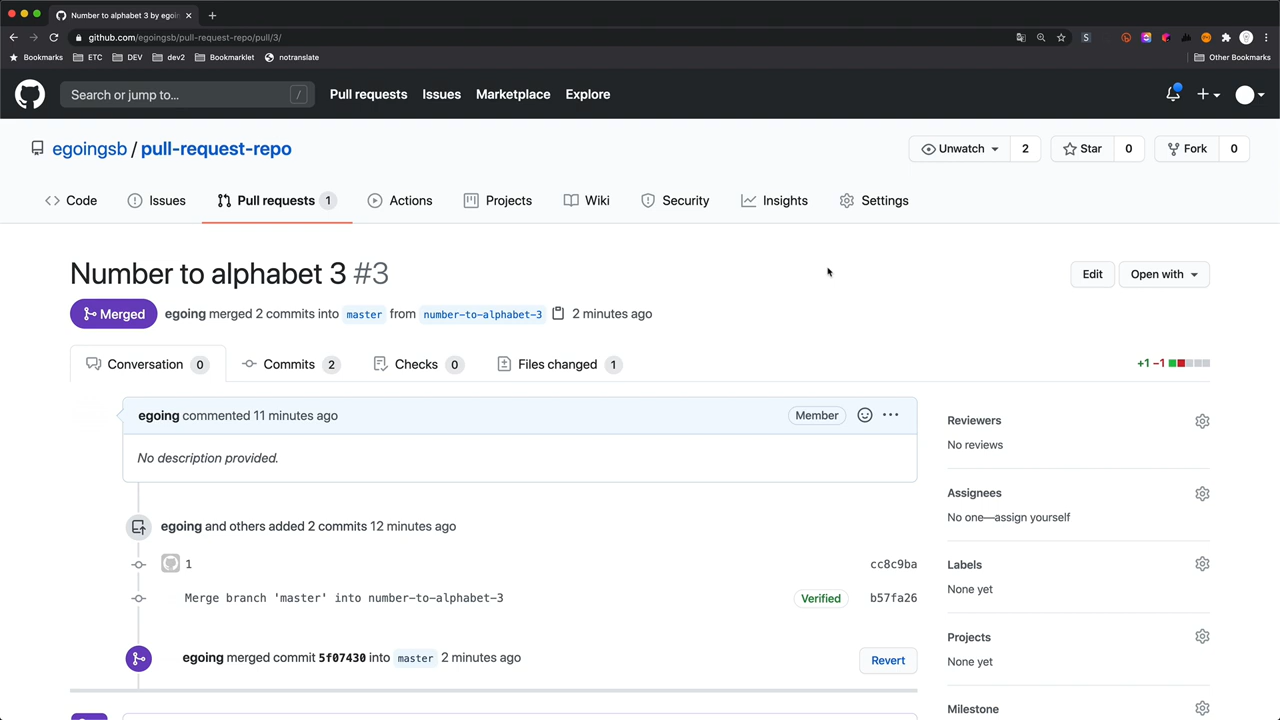 Number to alphabet 3 by egoin
github.com/egoingsb/pull-request-repo/pull/3/
Bookmarks ETC DEV dev2 Bookmarklet notranslate Other Bookmarks
Search or jump to... /
Pull requests Issues Marketplace Explore
egoingsb / pull-request-repo
Unwatch 2 Star 0 Fork 0
Code Issues Pull requests 1 Actions Projects Wiki Security Insights Settings
Number to alphabet 3 #3
Edit Open with
Merged egoing merged 2 commits into master from number-to-alphabet-3 2 minutes ago
Conversation 0 Commits 2 Checks 0 Files changed 1
+1 −1
egoing commented 11 minutes ago
Member
No description provided.
egoing and others added 2 commits 12 minutes ago
1 cc8c9ba
Merge branch 'master' into number-to-alphabet-3 Verified b57fa26
egoing merged commit 5f07430 into master 2 minutes ago
Revert
Reviewers
No reviews
Assignees
No one—assign yourself
Labels
None yet
Projects
None yet
Milestone